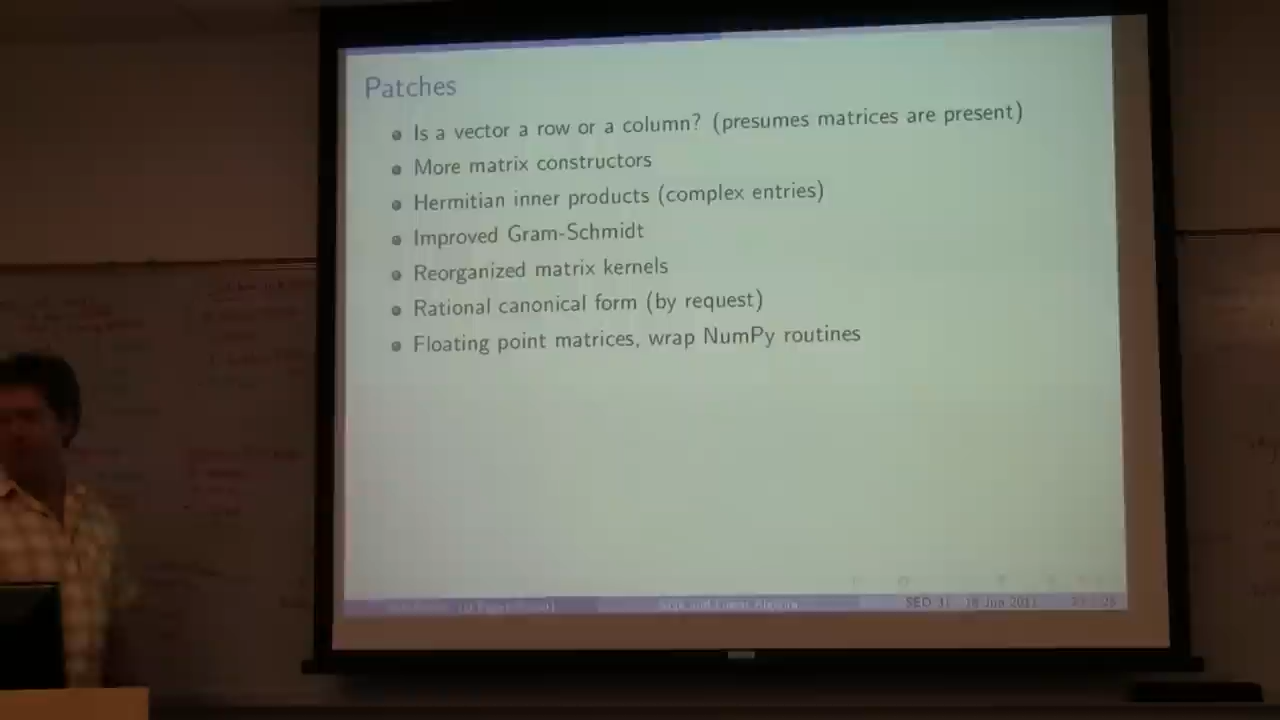 Patches
Is a vector a row or a column? (presumes matrices are present)
More matrix constructors
Hermitian inner products (complex entries)
Improved Gram-Schmidt
Reorganized matrix kernels
Rational canonical form (by request)
Floating point matrices, wrap NumPy routines